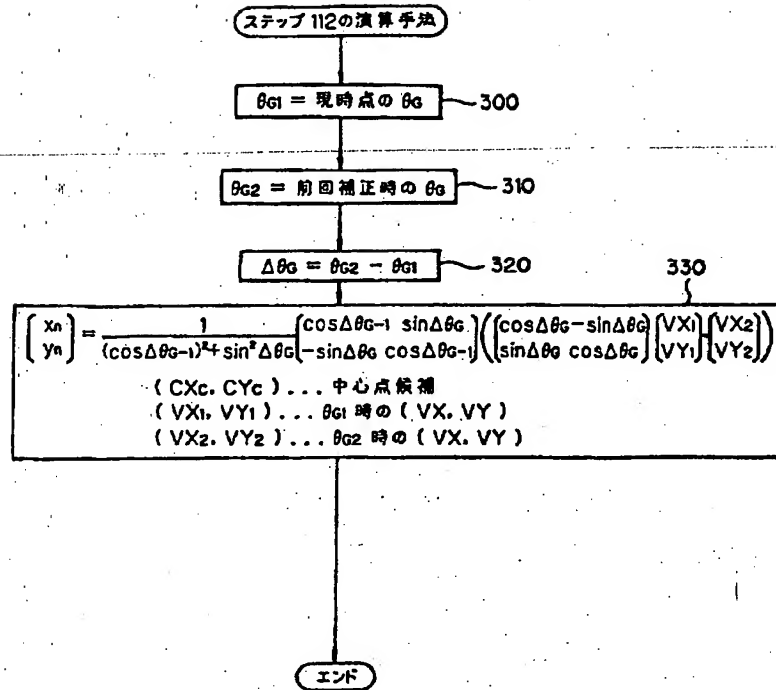 ステップ112の演算手法
θG1 = 現時点の θG
300
θG2 = 前回補正時の θG
310
ΔθG = θG2 − θG1
320
330
[xn yn] = 1/((cosΔθG-1)²+sin²ΔθG) [cosΔθG-1 sinΔθG -sinΔθG cosΔθG-1] ([cosΔθG -sinΔθG sinΔθG cosΔθG] [VX1 VY1] - [VX2 VY2])
(CXc, CYc)...中心点候補
(VX1, VY1)...θG1 時の (VX, VY)
(VX2, VY2)...θG2 時の (VX, VY)
エンド